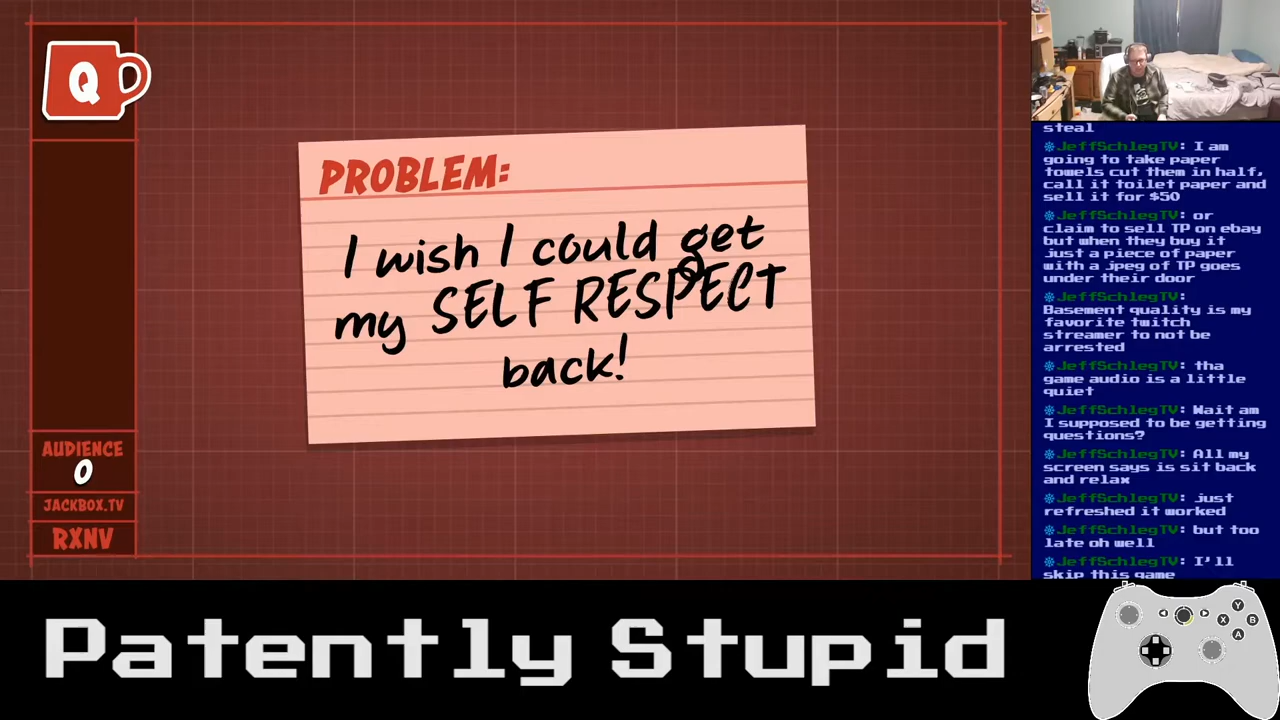 Q
PROBLEM:
I wish I could get
my SELF RESPECT
back!
AUDIENCE
0
JACKBOX.TV
RXNV
steal
JeffSchlegTV: I am
going to take paper
towels cut them in half,
call it toilet paper and
sell it for $50
JeffSchlegTV: or
claim to sell TP on ebay
but when they buy it
just a piece of paper
with a jpeg of TP goes
under their door
JeffSchlegTV:
Basement quality is my
favorite twitch
streamer to not be
arrested
JeffSchlegTV: tha
game audio is a little
quiet
JeffSchlegTV: Wait am
I supposed to be getting
questions?
JeffSchlegTV: All my
screen says is sit back
and relax
JeffSchlegTV: just
refreshed it worked
JeffSchlegTV: but too
late oh well
JeffSchlegTV: I'll
skip this game
Patently Stupid
Y
X
B
A